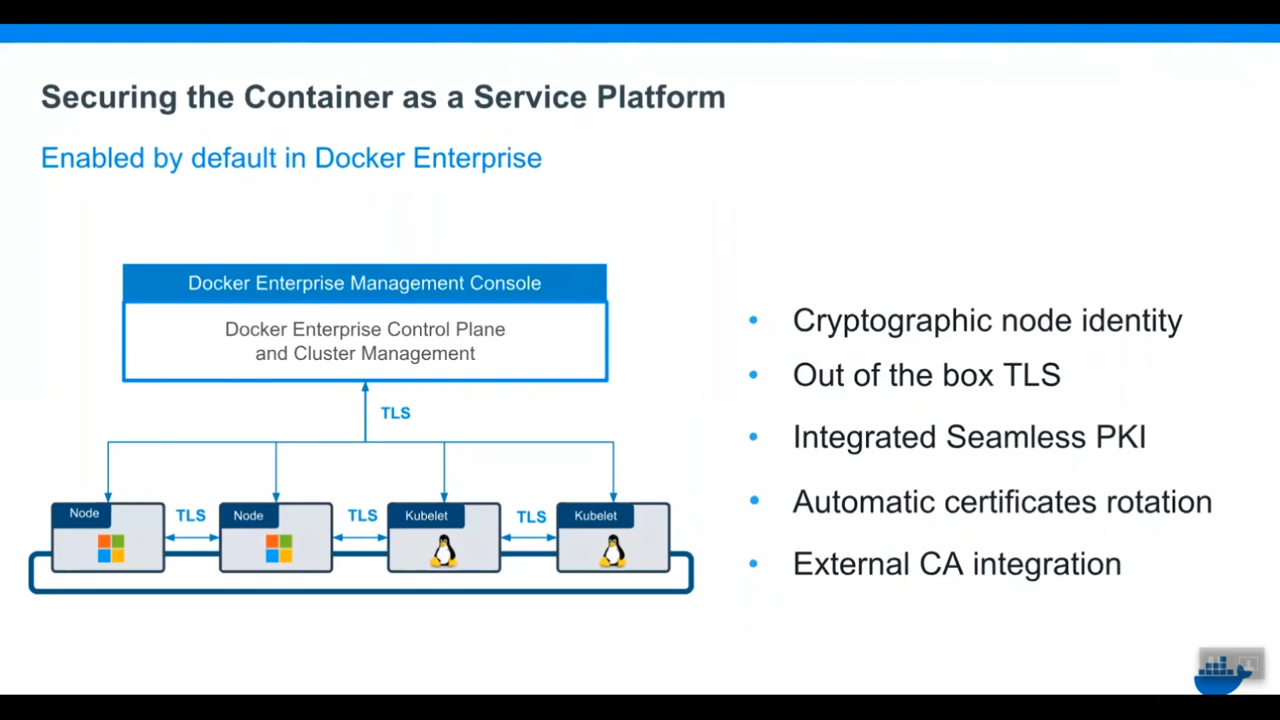 Securing the Container as a Service Platform
Enabled by default in Docker Enterprise
Docker Enterprise Management Console
Docker Enterprise Control Plane
and Cluster Management
TLS
Node
TLS
Node
TLS
Kubelet
TLS
Kubelet
• Cryptographic node identity
• Out of the box TLS
• Integrated Seamless PKI
• Automatic certificates rotation
• External CA integration